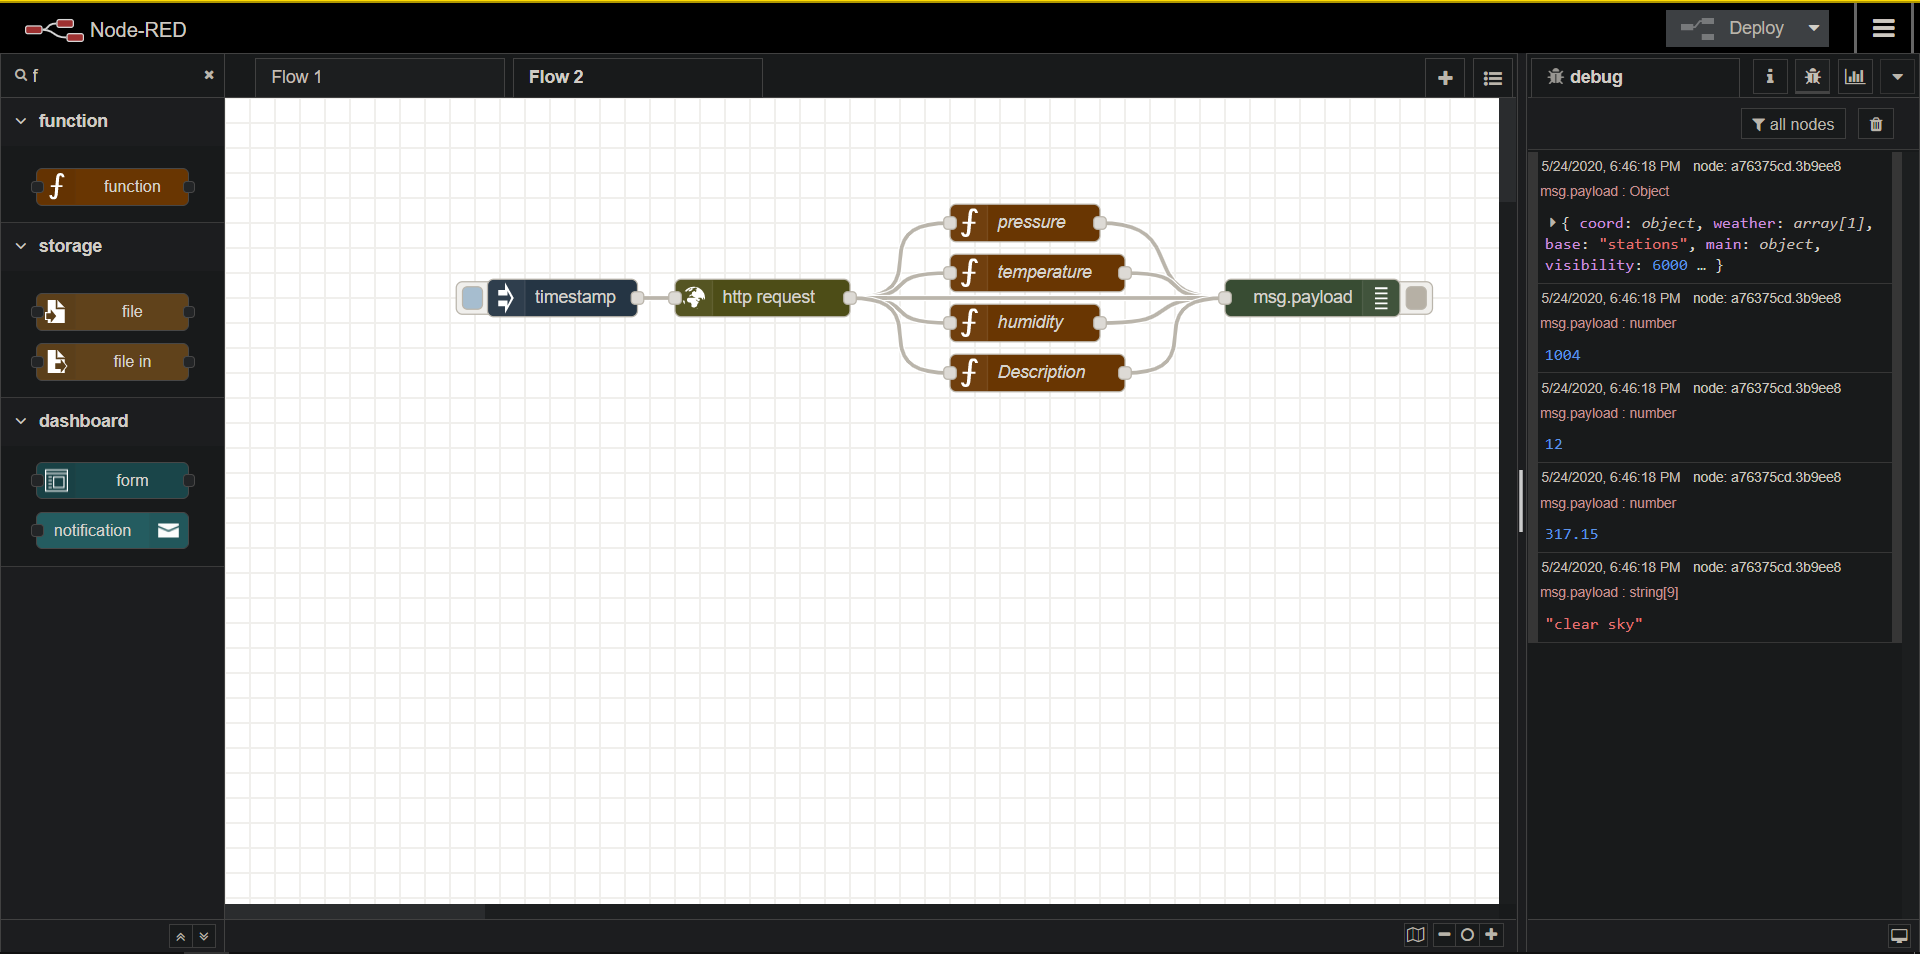 Node-RED
Deploy
f
Flow 1
Flow 2
debug
all nodes
function
function
storage
file
file in
dashboard
form
notification
timestamp
http request
pressure
temperature
humidity
Description
msg.payload
5/24/2020, 6:46:18 PM node: a76375cd.3b9ee8
msg.payload : Object
{ coord: object, weather: array[1],
base: "stations", main: object,
visibility: 6000 … }
5/24/2020, 6:46:18 PM node: a76375cd.3b9ee8
msg.payload : number
1004
5/24/2020, 6:46:18 PM node: a76375cd.3b9ee8
msg.payload : number
12
5/24/2020, 6:46:18 PM node: a76375cd.3b9ee8
msg.payload : number
317.15
5/24/2020, 6:46:18 PM node: a76375cd.3b9ee8
msg.payload : string[9]
"clear sky"